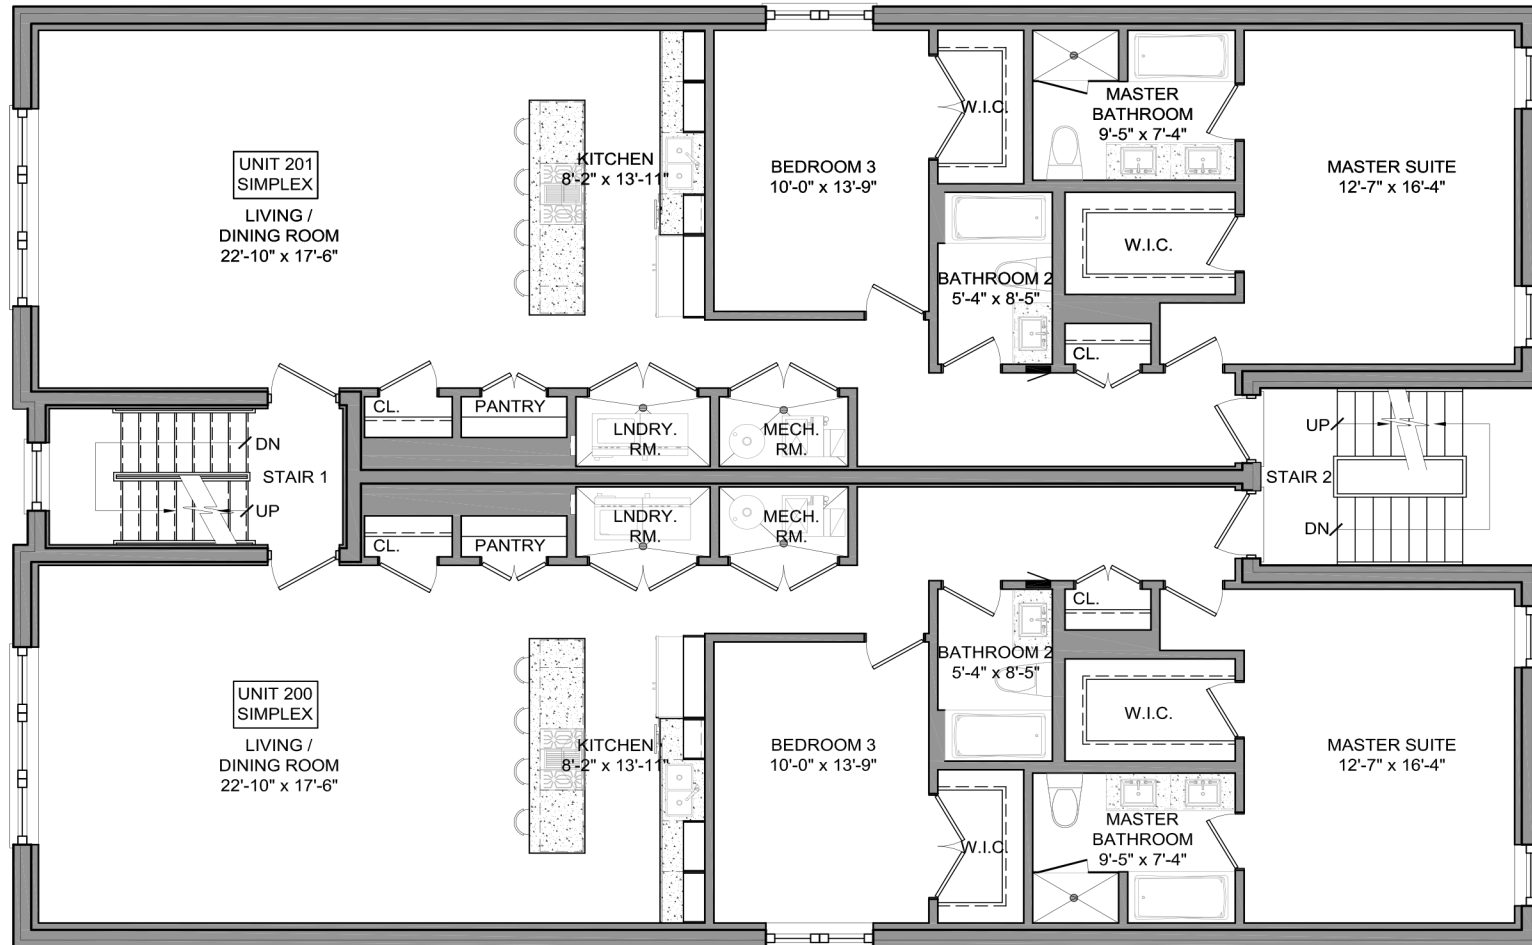 UNIT 201
SIMPLEX
LIVING /
DINING ROOM
22'-10" x 17'-6"
KITCHEN
8'-2" x 13'-11"
BEDROOM 3
10'-0" x 13'-9"
W.I.C.
MASTER
BATHROOM
9'-5" x 7'-4"
MASTER SUITE
12'-7" x 16'-4"
W.I.C.
BATHROOM 2
5'-4" x 8'-5"
CL.
CL.
PANTRY
LNDRY.
RM.
MECH.
RM.
DN
STAIR 1
UP
UP
STAIR 2
DN
CL.
PANTRY
LNDRY.
RM.
MECH.
RM.
CL.
BATHROOM 2
5'-4" x 8'-5"
UNIT 200
SIMPLEX
LIVING /
DINING ROOM
22'-10" x 17'-6"
KITCHEN
8'-2" x 13'-11"
BEDROOM 3
10'-0" x 13'-9"
W.I.C.
MASTER SUITE
12'-7" x 16'-4"
W.I.C.
MASTER
BATHROOM
9'-5" x 7'-4"